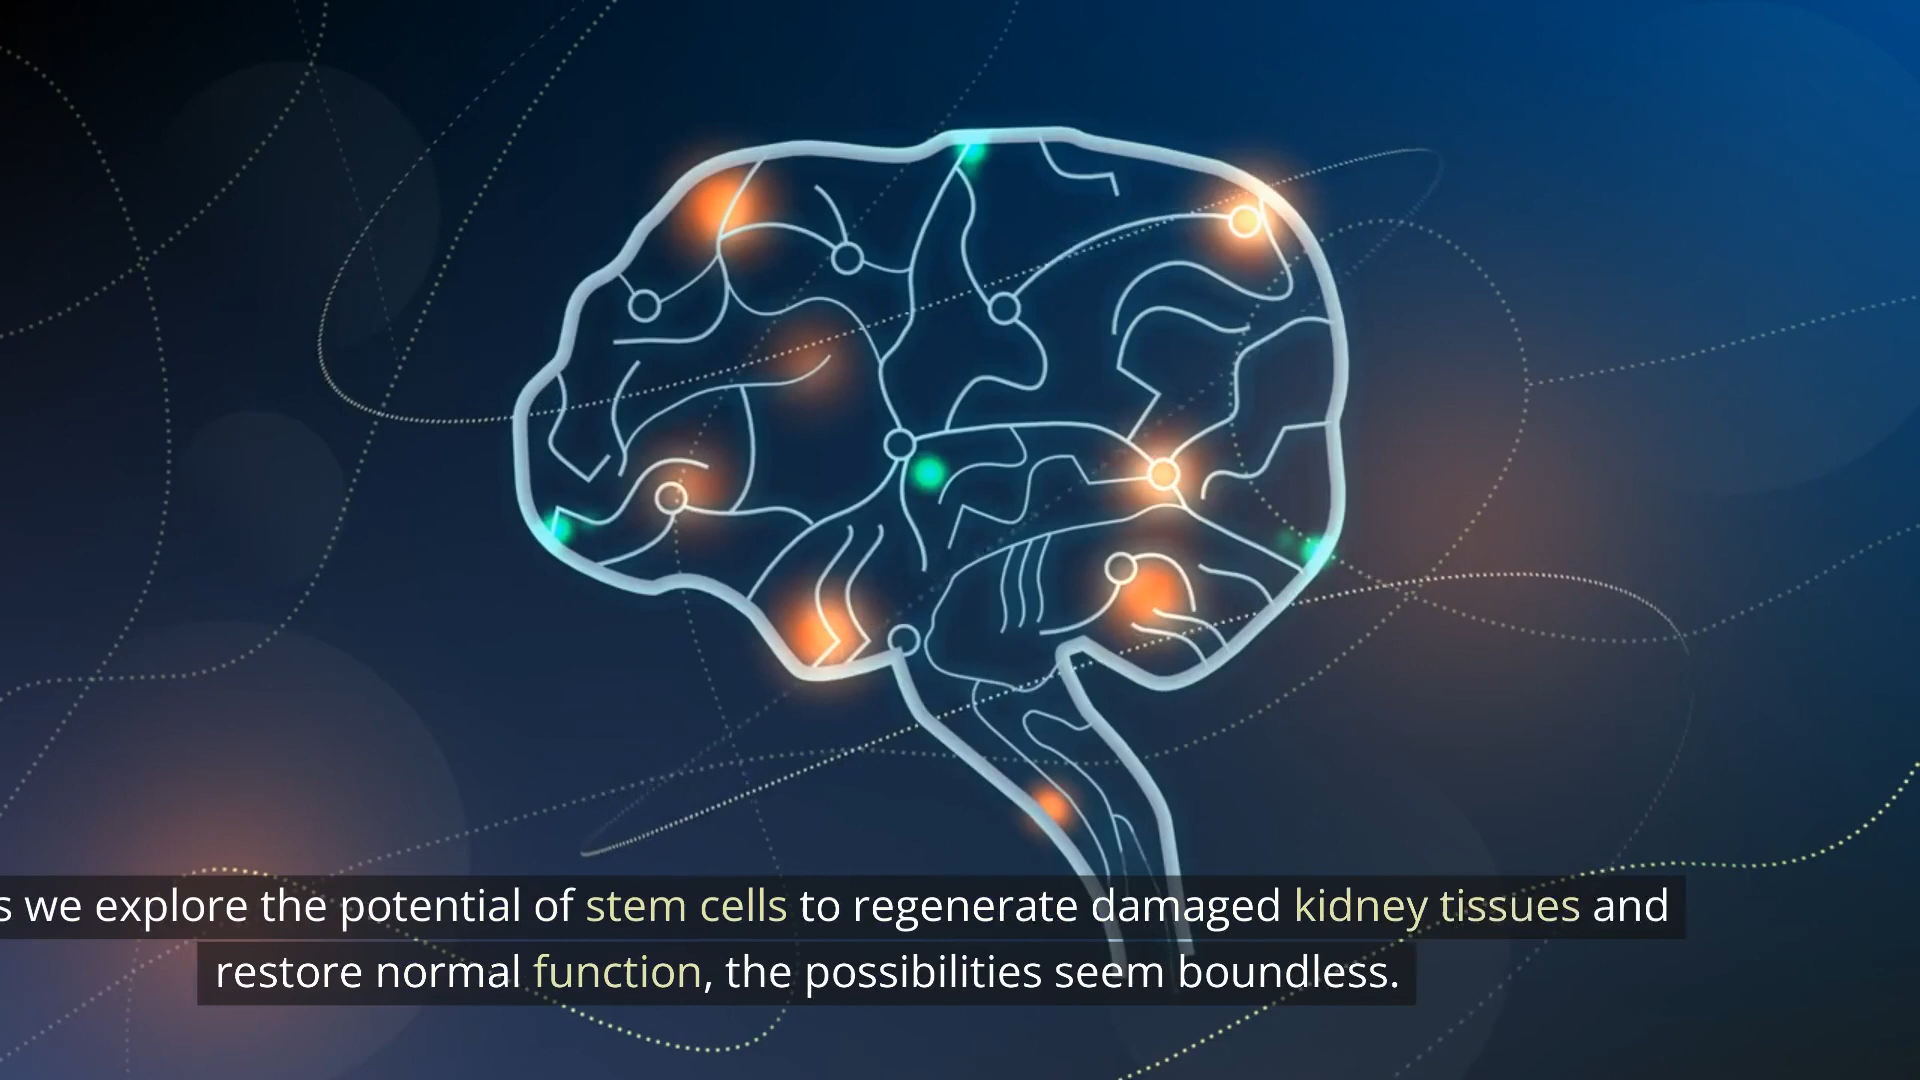 s we explore the potential of stem cells to regenerate damaged kidney tissues and
restore normal function, the possibilities seem boundless.